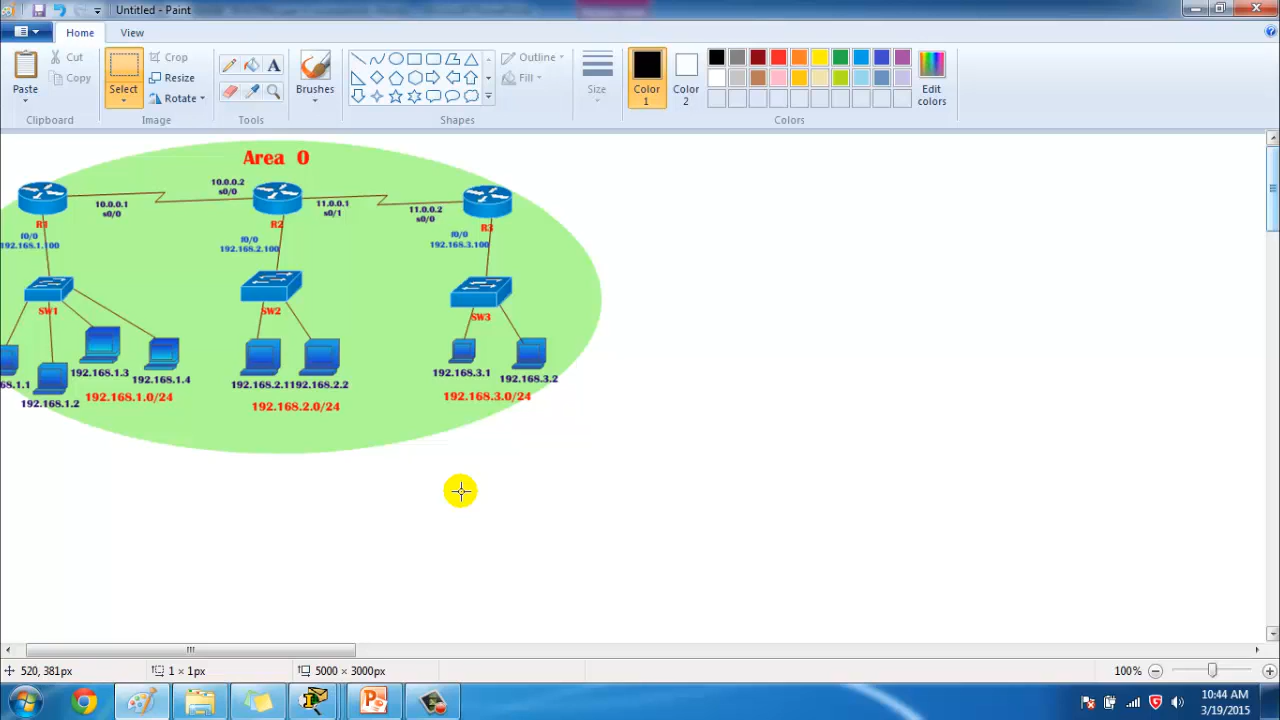 Untitled - Paint
Home View
Paste
Cut
Copy
Clipboard
Select
Crop
Resize
Rotate
Image
Tools
Brushes
Outline
Fill
Shapes
Size
Color 1
Color 2
Edit colors
Colors
Area 0
10.0.0.1
s0/0
10.0.0.2
s0/0
11.0.0.1
s0/1
11.0.0.2
s0/0
R1
R2
R3
f0/0
192.168.1.100
f0/0
192.168.2.100
f0/0
192.168.3.100
SW1
SW2
SW3
68.1.1
192.168.1.2
192.168.1.3
192.168.1.4
192.168.1.0/24
192.168.2.1
192.168.2.2
192.168.2.0/24
192.168.3.1
192.168.3.2
192.168.3.0/24
520, 381px
1 × 1px
5000 × 3000px
100%
10:44 AM
3/19/2015